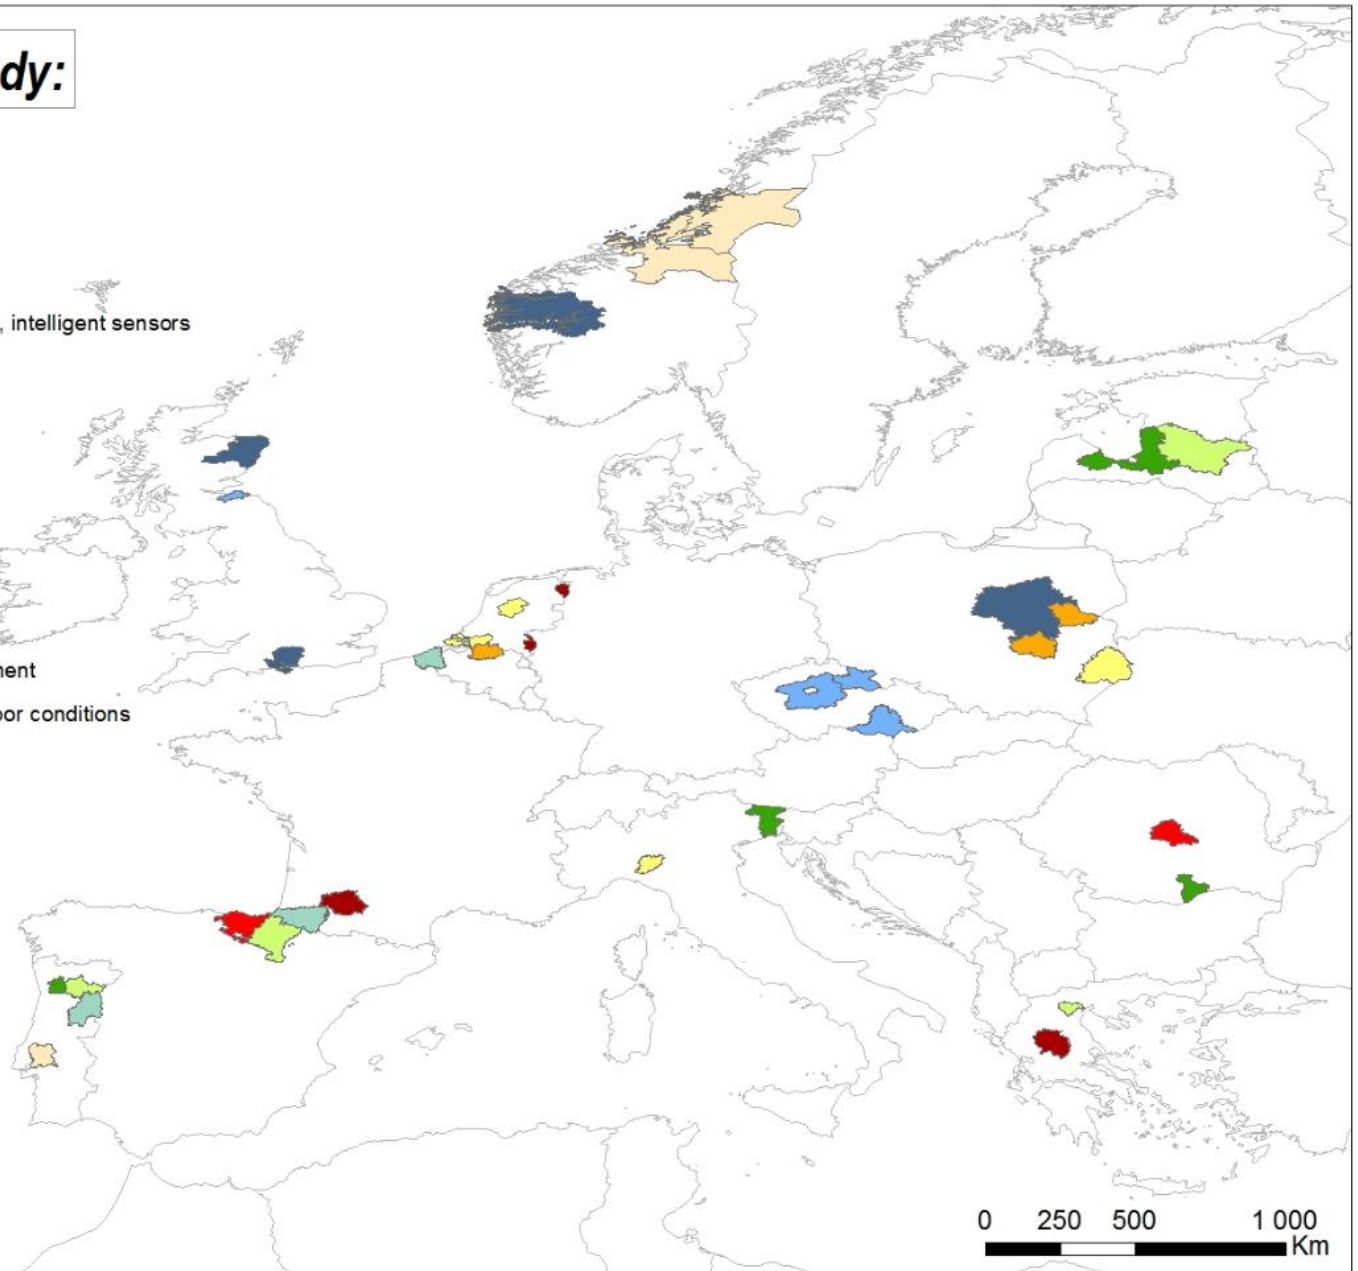 dy:
, intelligent sensors
nent
oor conditions
0 250 500 1 000
Km